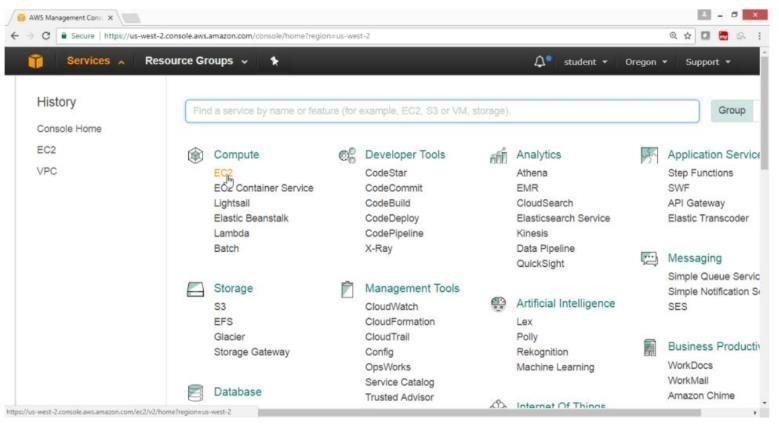 AWS Management Cons
Secure | https://us-west-2.console.aws.amazon.com/console/home?region=us-west-2
Services
Resource Groups
student
Oregon
Support
History
Console Home
EC2
VPC
Find a service by name or feature (for example, EC2, S3 or VM, storage).
Group
Compute
EC2
EC2 Container Service
Lightsail
Elastic Beanstalk
Lambda
Batch
Storage
S3
EFS
Glacier
Storage Gateway
Database
Developer Tools
CodeStar
CodeCommit
CodeBuild
CodeDeploy
CodePipeline
X-Ray
Management Tools
CloudWatch
CloudFormation
CloudTrail
Config
OpsWorks
Service Catalog
Trusted Advisor
Analytics
Athena
EMR
CloudSearch
Elasticsearch Service
Kinesis
Data Pipeline
QuickSight
Artificial Intelligence
Lex
Polly
Rekognition
Machine Learning
Internet Of Things
Application Service
Step Functions
SWF
API Gateway
Elastic Transcoder
Messaging
Simple Queue Servic
Simple Notification S
SES
Business Productiv
WorkDocs
WorkMail
Amazon Chime
https://us-west-2.console.aws.amazon.com/ec2/v2/home?region=us-west-2